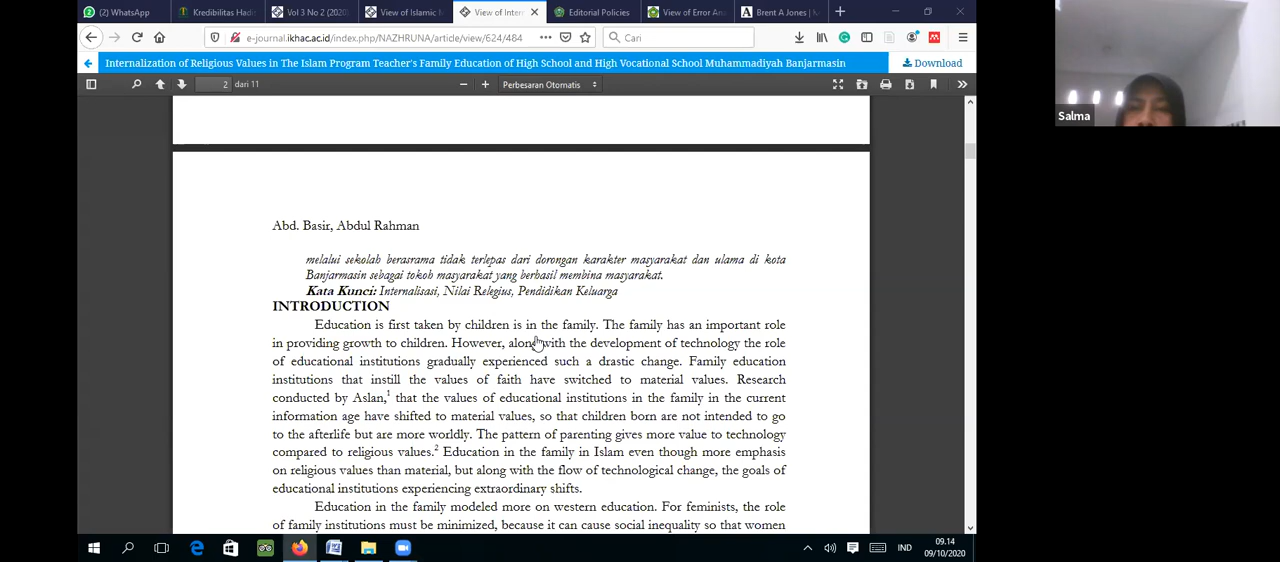 (2) WhatsApp
Kredibilitas Hadi
Vol 3 No 2 (2020)
View of Islamic
View of Inter
Editorial Policies
View of Error An
Brent A Jones | M
e-journal.ikhac.ac.id/index.php/NAZHRUNA/article/view/624/484
Cari
Internalization of Religious Values in The Islam Program Teacher's Family Education of High School and High Vocational School Muhammadiyah Banjarmasin
Download
2 dari 11
Perbesaran Otomatis
Salma
Abd. Basir, Abdul Rahman
melalui sekolah berasrama tidak terlepas dari dorongan karakter masyarakat dan ulama di kota
Banjarmasin sebagai tokoh masyarakat yang berhasil membina masyarakat.
Kata Kunci: Internalisasi, Nilai Relegius, Pendidikan Keluarga
INTRODUCTION
Education is first taken by children is in the family. The family has an important role
in providing growth to children. However, along with the development of technology the role
of educational institutions gradually experienced such a drastic change. Family education
institutions that instill the values of faith have switched to material values. Research
conducted by Aslan,1 that the values of educational institutions in the family in the current
information age have shifted to material values, so that children born are not intended to go
to the afterlife but are more worldly. The pattern of parenting gives more value to technology
compared to religious values.2 Education in the family in Islam even though more emphasis
on religious values than material, but along with the flow of technological change, the goals of
educational institutions experiencing extraordinary shifts.
Education in the family modeled more on western education. For feminists, the role
of family institutions must be minimized, because it can cause social inequality so that women
IND
09.14
09/10/2020